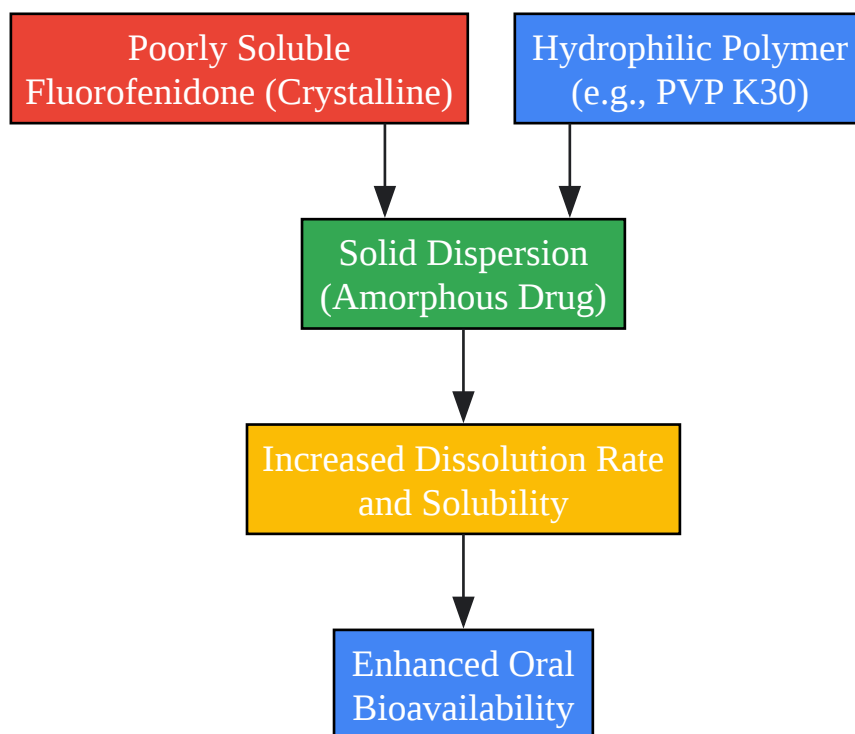 Poorly Soluble
Fluorofenidone (Crystalline)
Hydrophilic Polymer
(e.g., PVP K30)
Solid Dispersion
(Amorphous Drug)
Increased Dissolution Rate
and Solubility
Enhanced Oral
Bioavailability